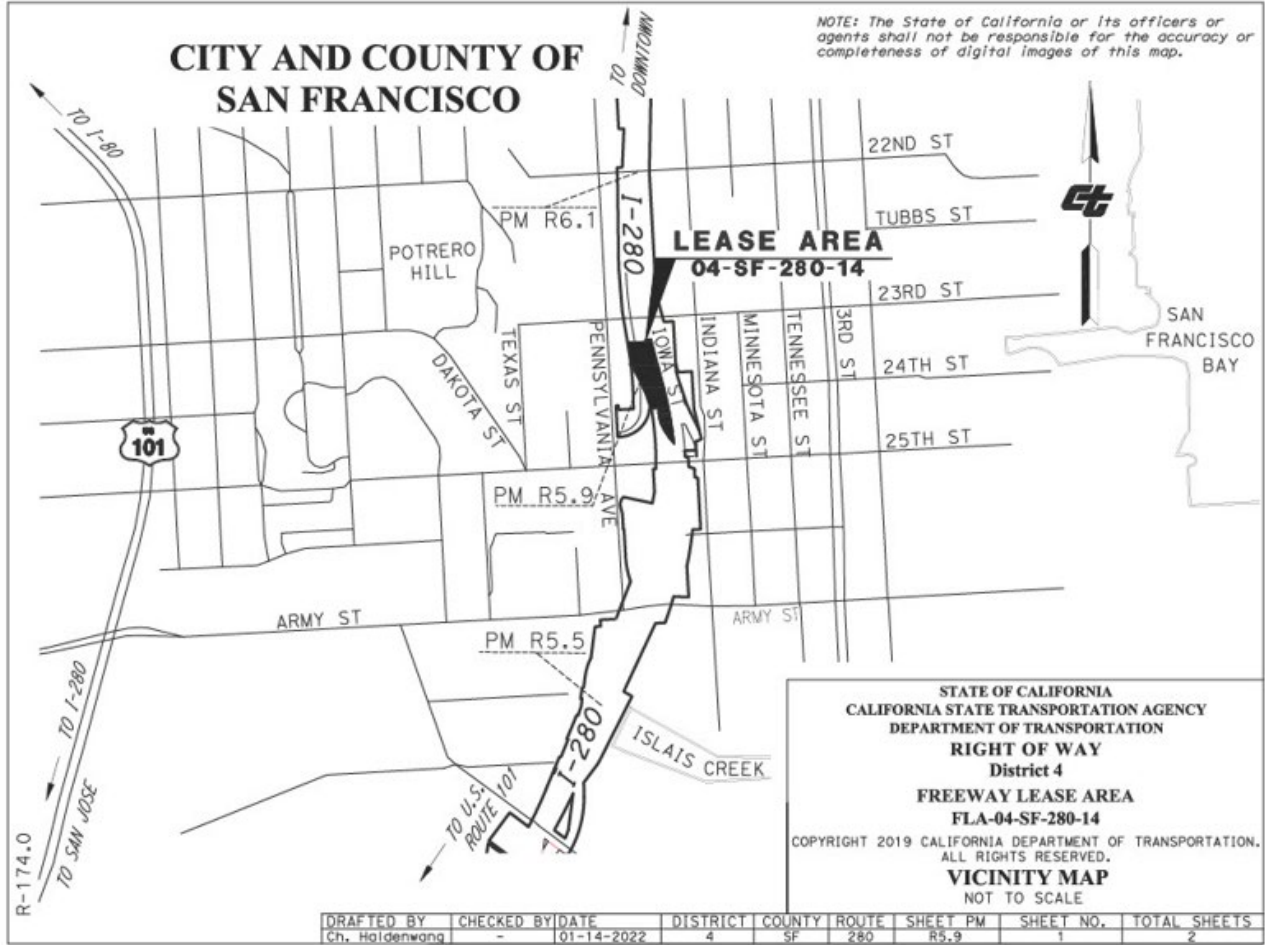 NOTE: The State of California or its officers or
agents shall not be responsible for the accuracy or
completeness of digital images of this map.
CITY AND COUNTY OF
SAN FRANCISCO
TO
DOWNTOWN
TO I-80
22ND ST
PM R6.1
I-280
TUBBS ST
Ct
LEASE AREA
04-SF-280-14
POTRERO
HILL
23RD ST
SAN
FRANCISCO
BAY
TEXAS ST
PENNSYLVANIA AVE
IOWA ST
INDIANA ST
MINNESOTA ST
TENNESSEE ST
3RD ST
DAKOTA ST
24TH ST
US
101
25TH ST
PM R5.9
ARMY ST
ARMY ST
PM R5.5
TO I-280
TO SAN JOSE
I-280
ISLAIS CREEK
TO U.S.
ROUTE 101
R-174.0
STATE OF CALIFORNIA
CALIFORNIA STATE TRANSPORTATION AGENCY
DEPARTMENT OF TRANSPORTATION
RIGHT OF WAY
District 4
FREEWAY LEASE AREA
FLA-04-SF-280-14
COPYRIGHT 2019 CALIFORNIA DEPARTMENT OF TRANSPORTATION.
ALL RIGHTS RESERVED.
VICINITY MAP
NOT TO SCALE
DRAFTED BY CHECKED BY DATE DISTRICT COUNTY ROUTE SHEET PM SHEET NO. TOTAL SHEETS
Ch. Haldenwang - 01-14-2022 4 SF 280 R5.9 1 2